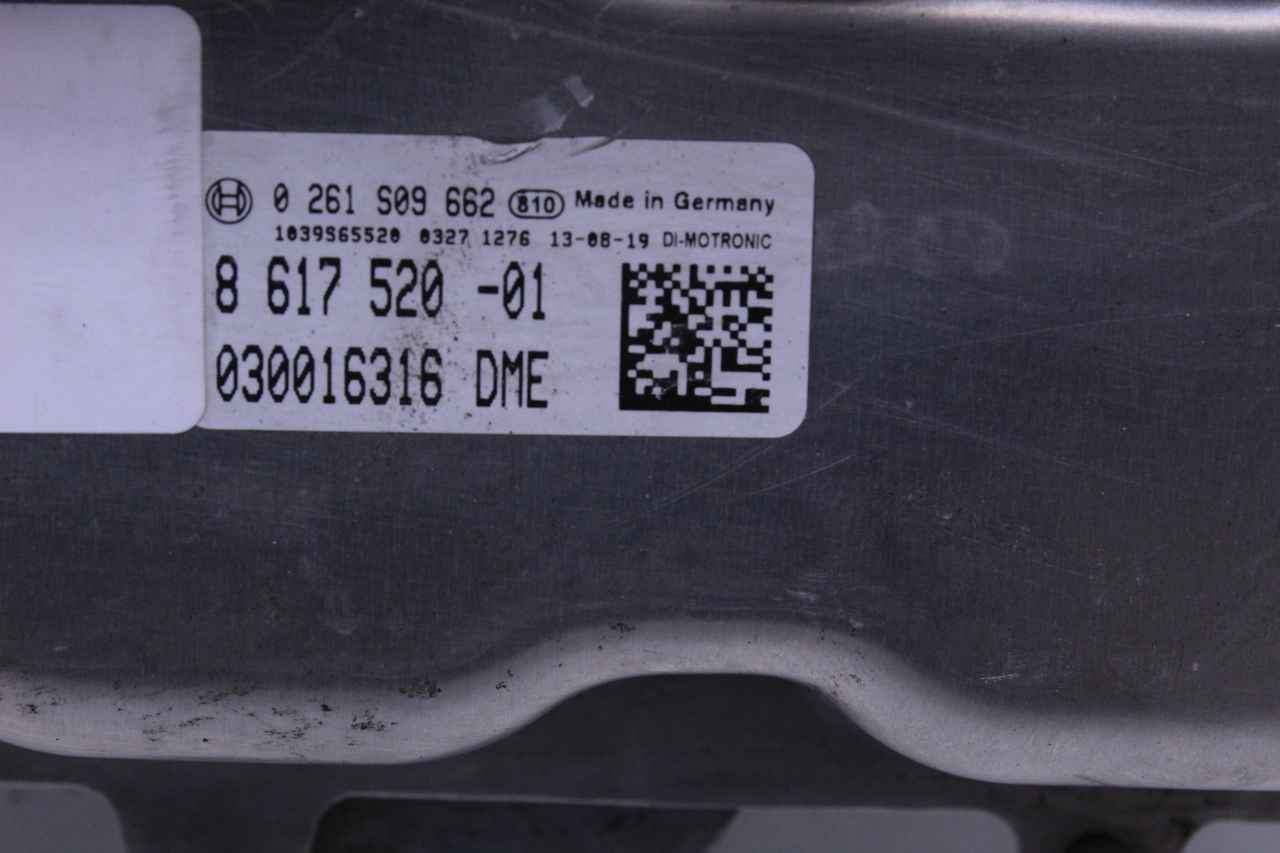 0 261 S09 662 810 Made in Germany
1039S65520 0327 1276 13-08-19 DI-MOTRONIC
8 617 520 -01
030016316 DME